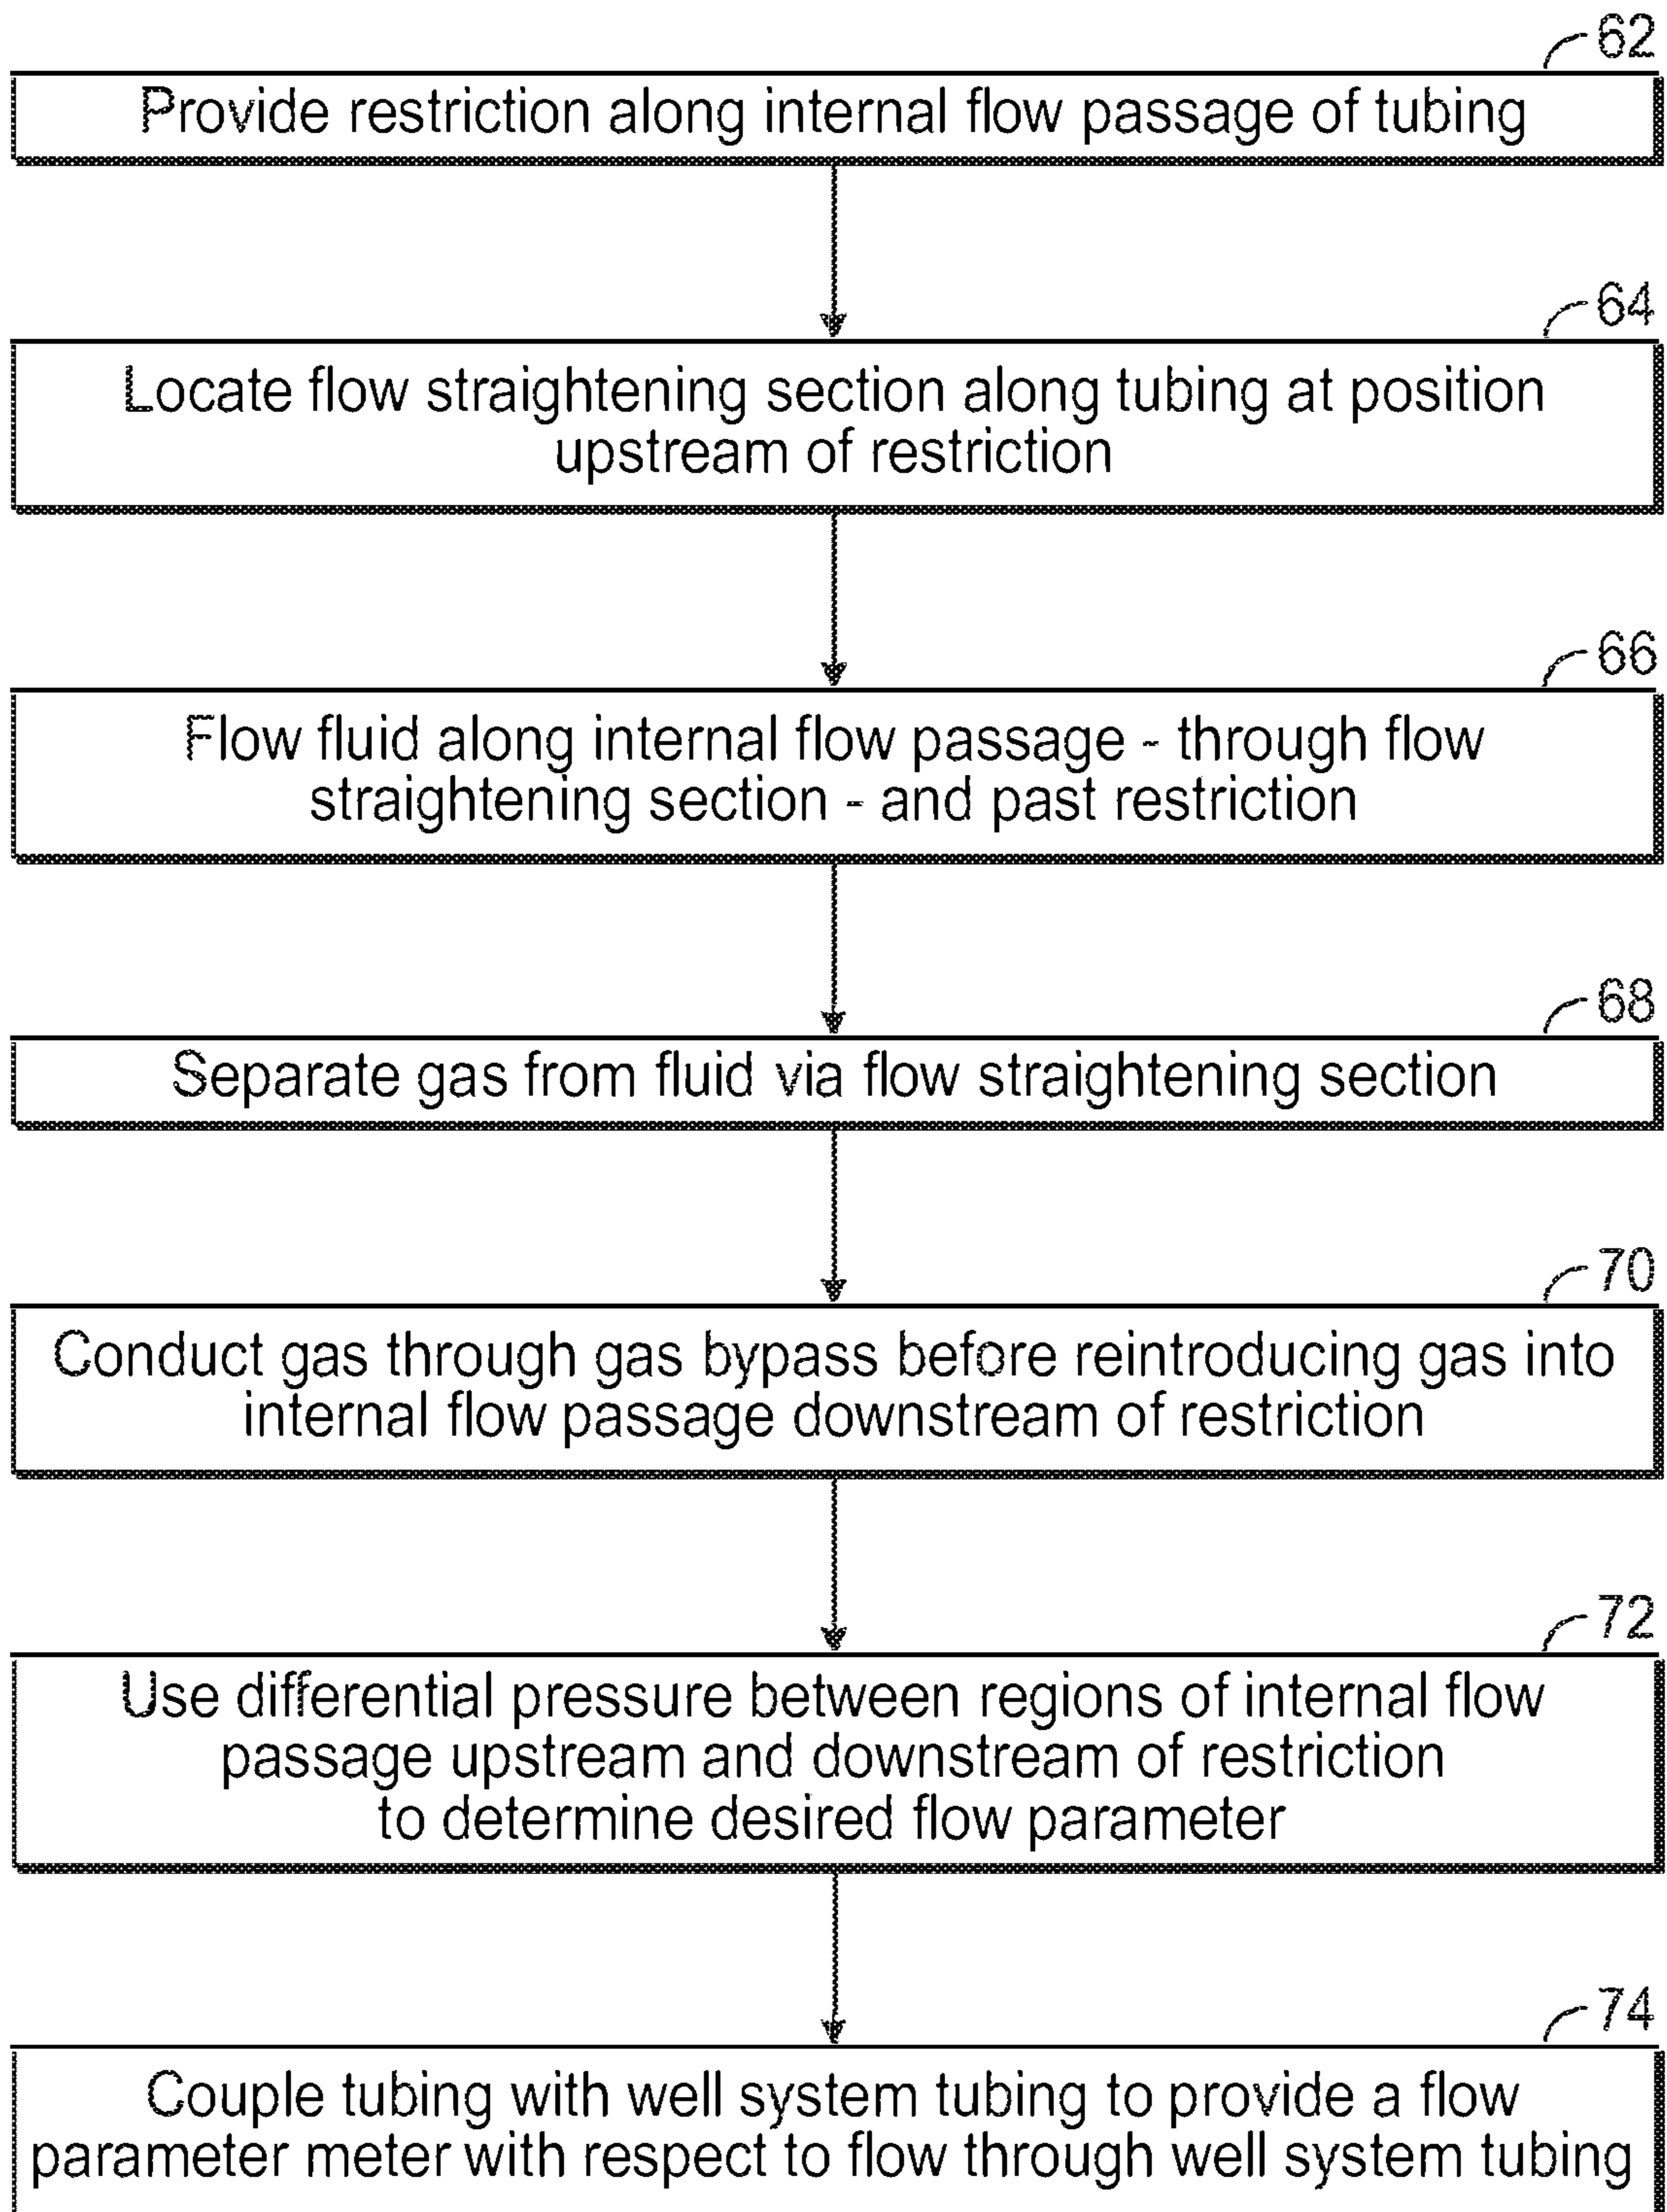 62
Provide restriction along internal flow passage of tubing
64
Locate flow straightening section along tubing at position
upstream of restriction
66
Flow fluid along internal flow passage - through flow
straightening section - and past restriction
68
Separate gas from fluid via flow straightening section
70
Conduct gas through gas bypass before reintroducing gas into
internal flow passage downstream of restriction
72
Use differential pressure between regions of internal flow
passage upstream and downstream of restriction
to determine desired flow parameter
74
Couple tubing with well system tubing to provide a flow
parameter meter with respect to flow through well system tubing